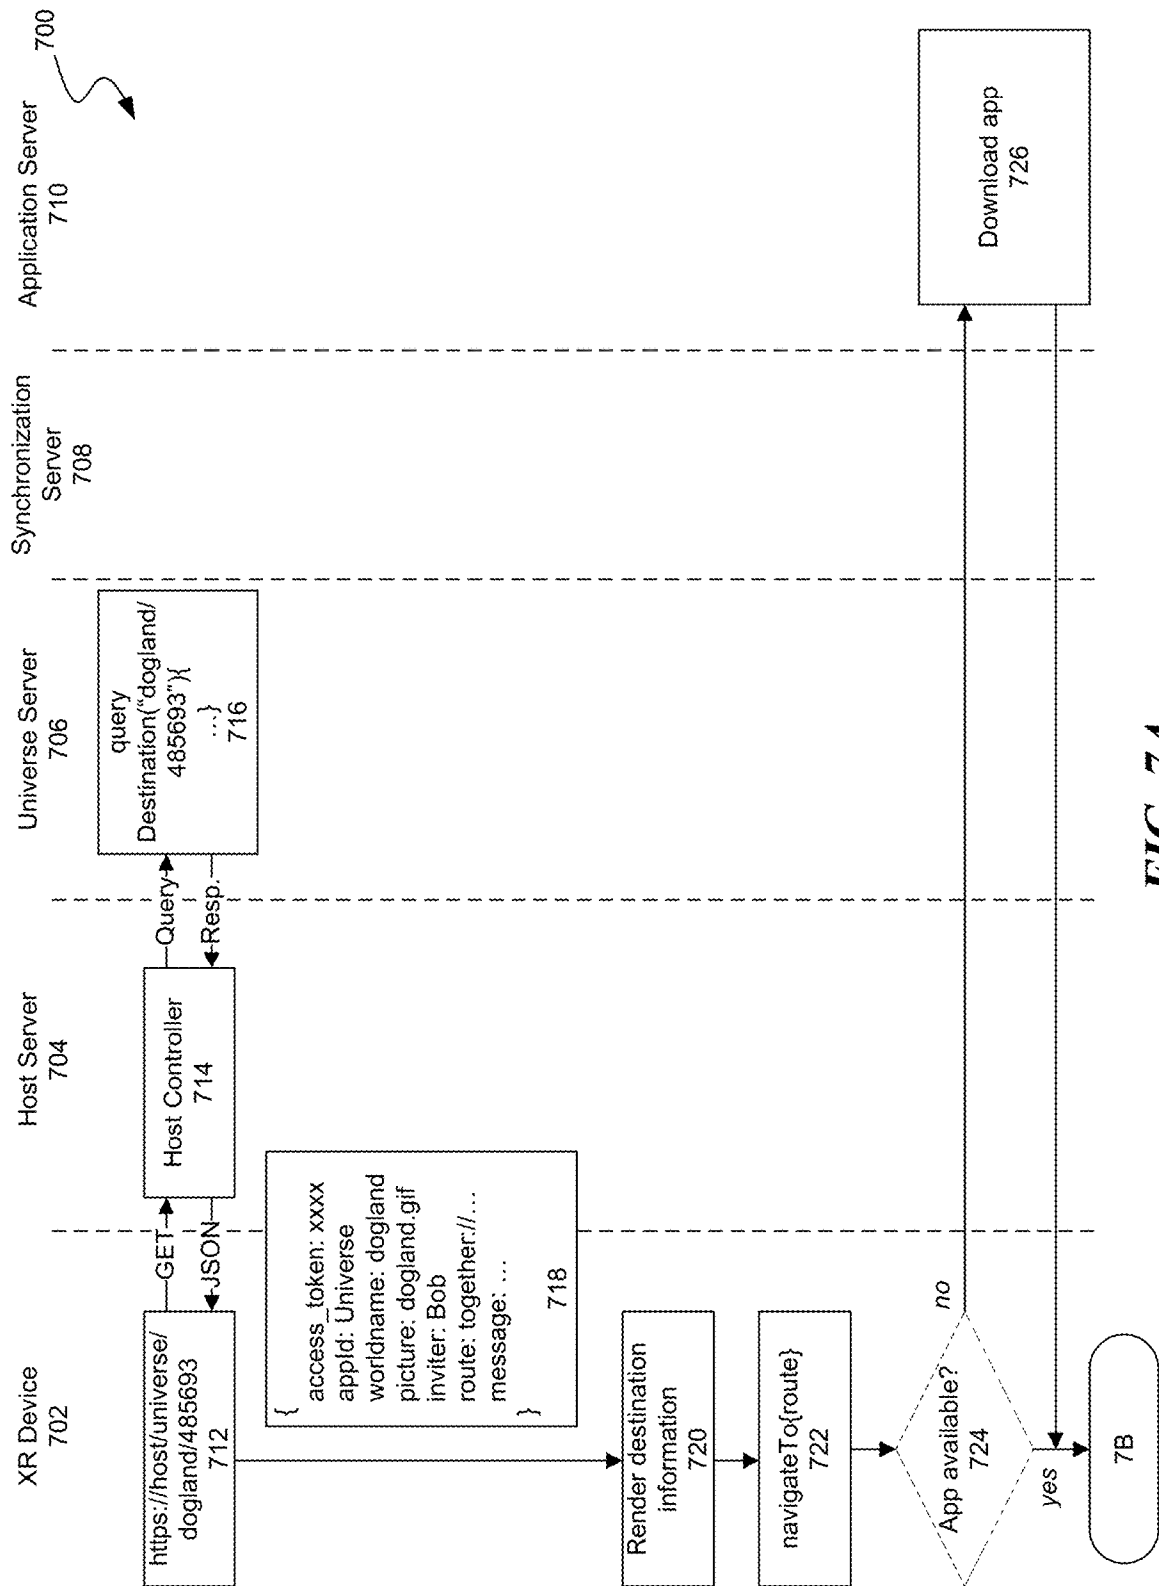 700
XR Device
702
Host Server
704
Universe Server
706
Synchronization
Server
708
Application Server
710
https://host/universe/
dogland/485693
712
GET
JSON
Host Controller
714
Query
Resp.
query
Destination("dogland/
485693"){
…}
716
{
access_token: xxxx
appId: Universe
worldname: dogland
picture: dogland.gif
inviter: Bob
route: together://…
message: …
}
718
Render destination
information
720
navigateTo{route}
722
App available?
724
no
yes
Download app
726
7B
FIG. 7A